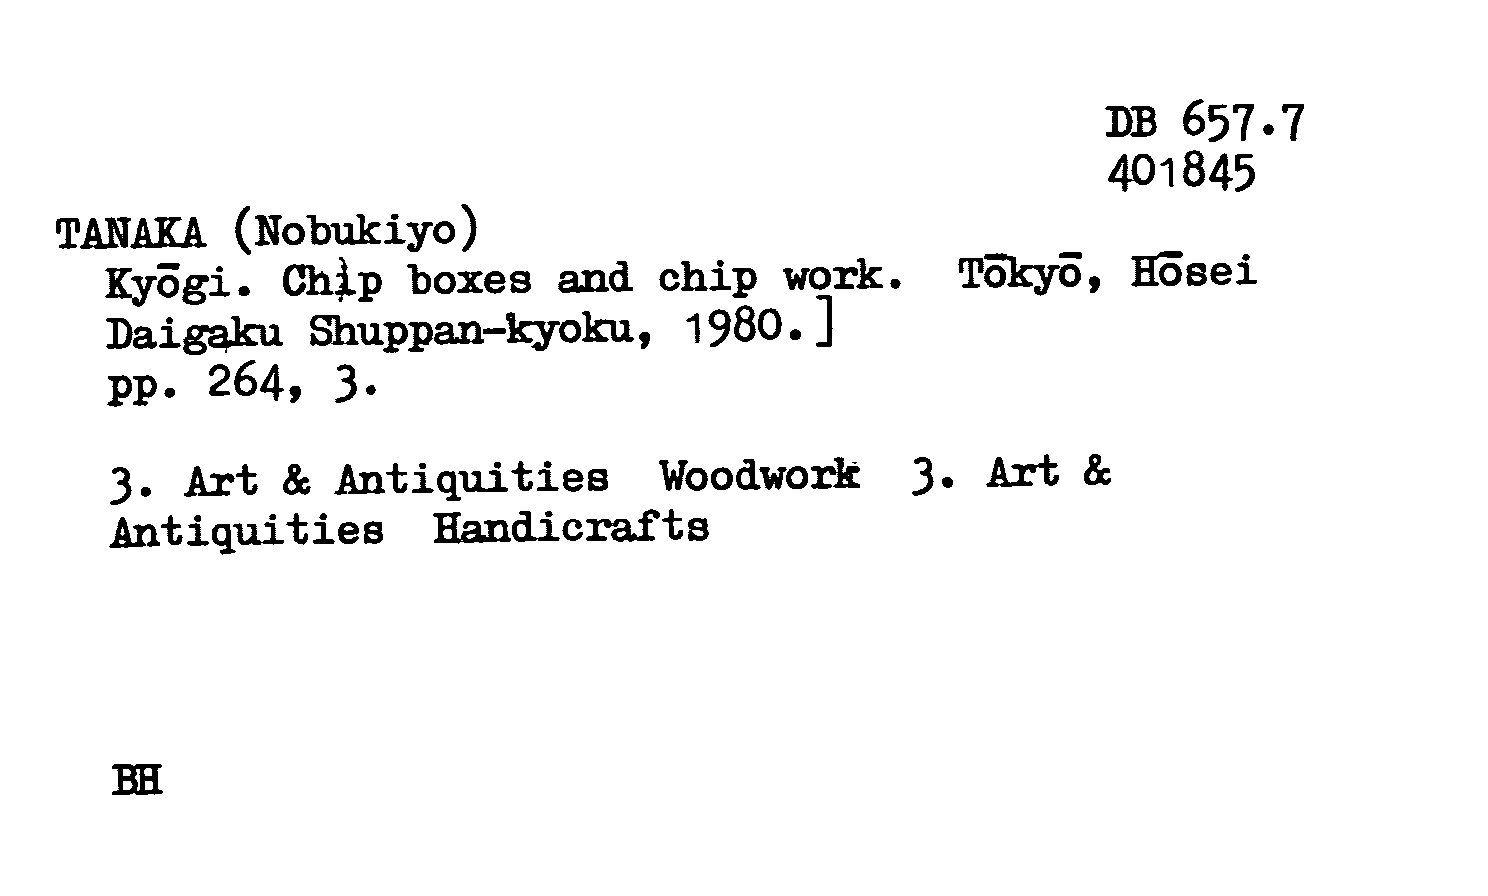 DB 657.7
401845
TANAKA (Nobukiyo)
Kyōgi. Chip boxes and chip work. Tōkyō, Hōsei
Daigaku Shuppan-kyoku, 1980.]
pp. 264, 3.
3. Art & Antiquities Woodwork 3. Art &
Antiquities Handicrafts
BH